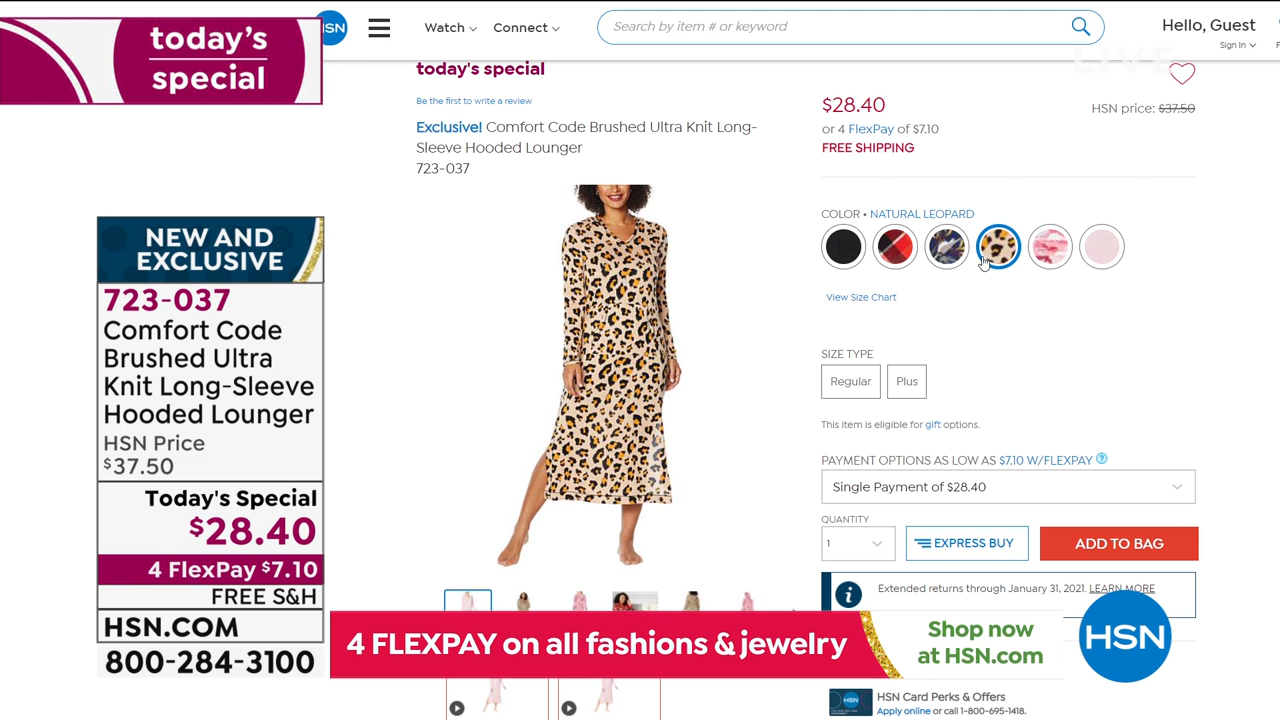 today's
special
HSN
Watch
Connect
Search by item # or keyword
Hello, Guest
Sign In
LIVE
today's special
Be the first to write a review
Exclusive! Comfort Code Brushed Ultra Knit Long-
Sleeve Hooded Lounger
723-037
$28.40
HSN price: $37.50
or 4 FlexPay of $7.10
FREE SHIPPING
COLOR • NATURAL LEOPARD
View Size Chart
SIZE TYPE
Regular
Plus
This item is eligible for gift options.
PAYMENT OPTIONS AS LOW AS $7.10 W/FLEXPAY ?
Single Payment of $28.40
QUANTITY
1
EXPRESS BUY
ADD TO BAG
i
Extended returns through January 31, 2021. LEARN MORE
NEW AND
EXCLUSIVE
723-037
Comfort Code
Brushed Ultra
Knit Long-Sleeve
Hooded Lounger
HSN Price
$37.50
Today's Special
$28.40
4 FlexPay $7.10
FREE S&H
HSN.COM
800-284-3100
4 FLEXPAY on all fashions & jewelry
Shop now
at HSN.com
HSN
HSN Card Perks & Offers
Apply online or call 1-800-695-1418.